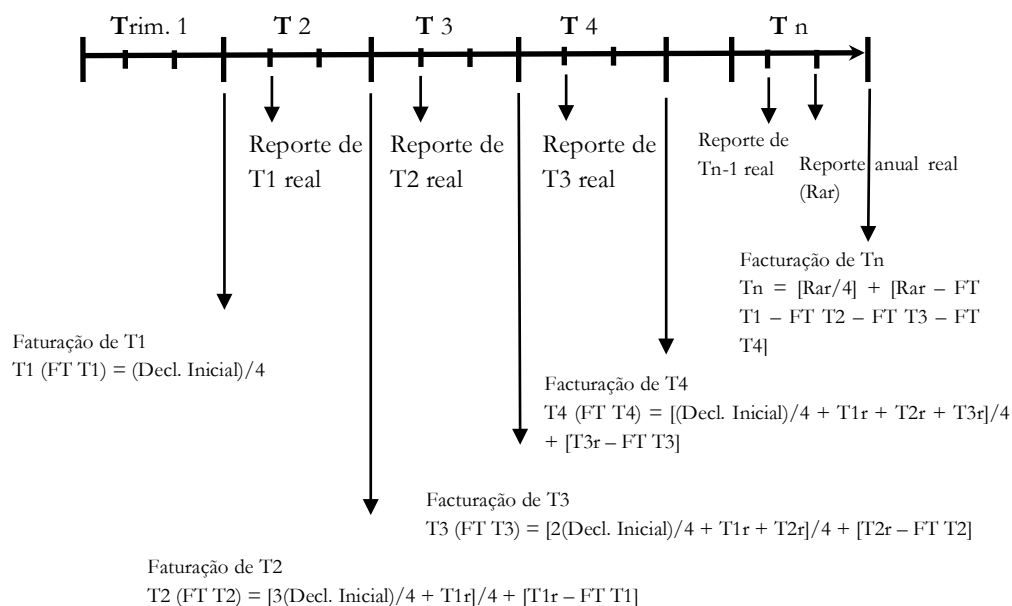 Trim. 1
T 2
T 3
T 4
T n
Reporte de
T1 real
Reporte de
T2 real
Reporte de
T3 real
Reporte de
Tn-1 real
Reporte anual real
(Rar)
Facturação de Tn
Tn = [Rar/4] + [Rar – FT
T1 – FT T2 – FT T3 – FT
T4]
Faturação de T1
T1 (FT T1) = (Decl. Inicial)/4
Facturação de T4
T4 (FT T4) = [(Decl. Inicial)/4 + T1r + T2r + T3r]/4
+ [T3r – FT T3]
Facturação de T3
T3 (FT T3) = [2(Decl. Inicial)/4 + T1r + T2r]/4 + [T2r – FT T2]
Faturação de T2
T2 (FT T2) = [3(Decl. Inicial)/4 + T1r]/4 + [T1r – FT T1]